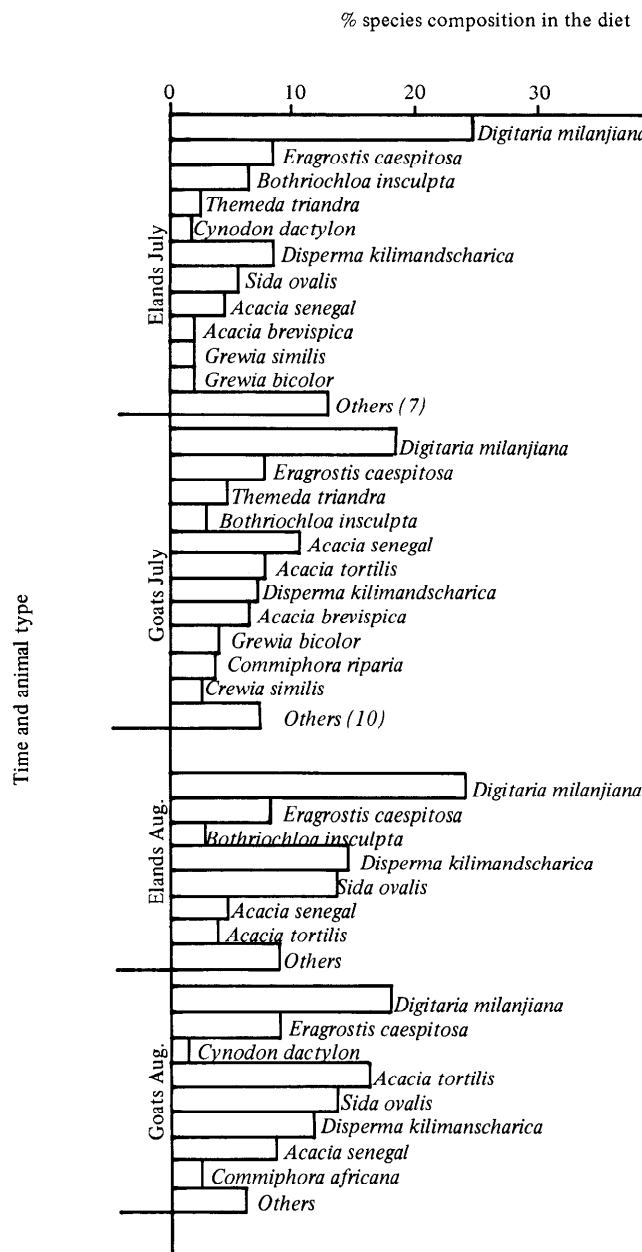 % species composition in the diet
0 10 20 30
Digitaria milanjiana
Eragrostis caespitosa
Bothriochloa insculpta
Themeda triandra
Cynodon dactylon
Disperma kilimandscharica
Sida ovalis
Acacia senegal
Acacia brevispica
Grewia similis
Grewia bicolor
Others (7)
Elands July
Digitaria milanjiana
Eragrostis caespitosa
Themeda triandra
Bothriochloa insculpta
Acacia senegal
Acacia tortilis
Disperma kilimandscharica
Acacia brevispica
Grewia bicolor
Commiphora riparia
Crewia similis
Others (10)
Goats July
Time and animal type
Digitaria milanjiana
Eragrostis caespitosa
Bothriochloa insculpta
Disperma kilimandscharica
Sida ovalis
Acacia senegal
Acacia tortilis
Others
Elands Aug.
Digitaria milanjiana
Eragrostis caespitosa
Cynodon dactylon
Acacia tortilis
Sida ovalis
Disperma kilimanscharica
Acacia senegal
Commiphora africana
Others
Goats Aug.